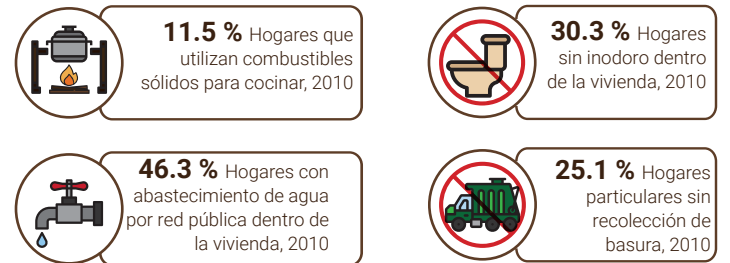 11.5 % Hogares que
utilizan combustibles
sólidos para cocinar, 2010
30.3 % Hogares
sin inodoro dentro
de la vivienda, 2010
46.3 % Hogares con
abastecimiento de agua
por red pública dentro de
la vivienda, 2010
25.1 % Hogares
particulares sin
recolección de
basura, 2010